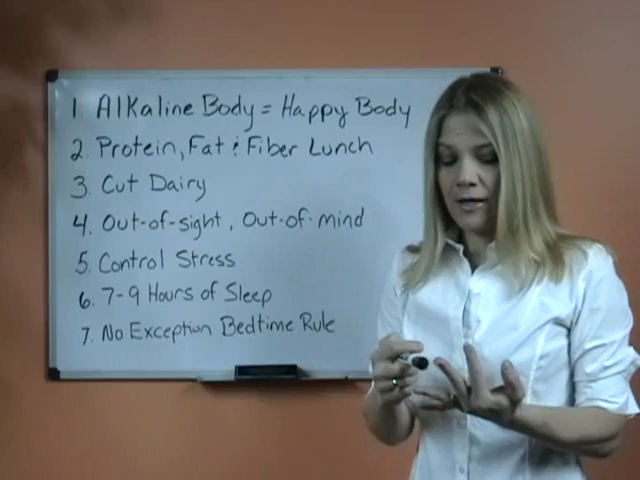 1. Alkaline Body = Happy Body
2. Protein, Fat & Fiber Lunch
3. Cut Dairy
4. Out-of-sight, Out-of-mind
5. Control Stress
6. 7-9 Hours of Sleep
7. No Exception Bedtime Rule